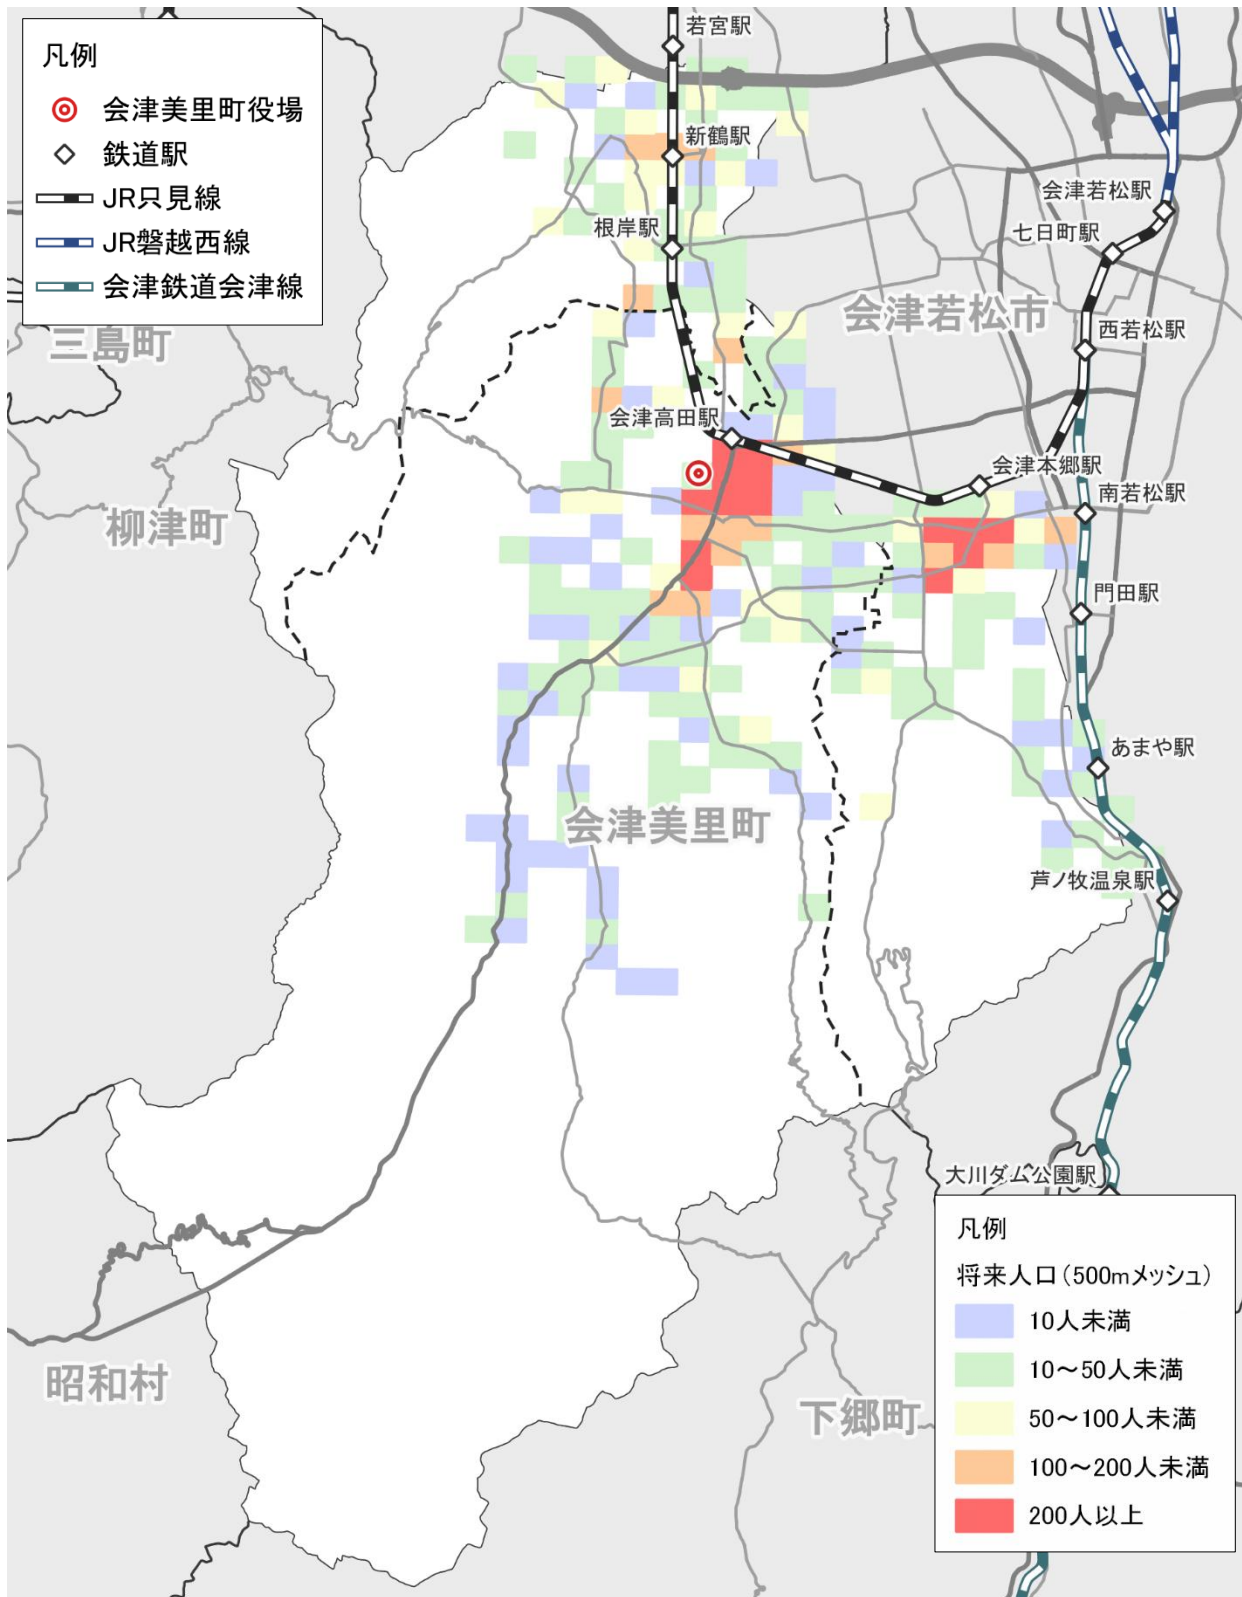 凡例
会津美里町役場
鉄道駅
JR只見線
JR磐越西線
会津鉄道会津線
若宮駅
新鶴駅
根岸駅
会津若松駅
七日町駅
会津若松市
西若松駅
三島町
会津高田駅
会津本郷駅
南若松駅
柳津町
門田駅
あまや駅
会津美里町
芦ノ牧温泉駅
大川ダム公園駅
昭和村
下郷町
凡例
将来人口(500mメッシュ)
10人未満
10～50人未満
50～100人未満
100～200人未満
200人以上